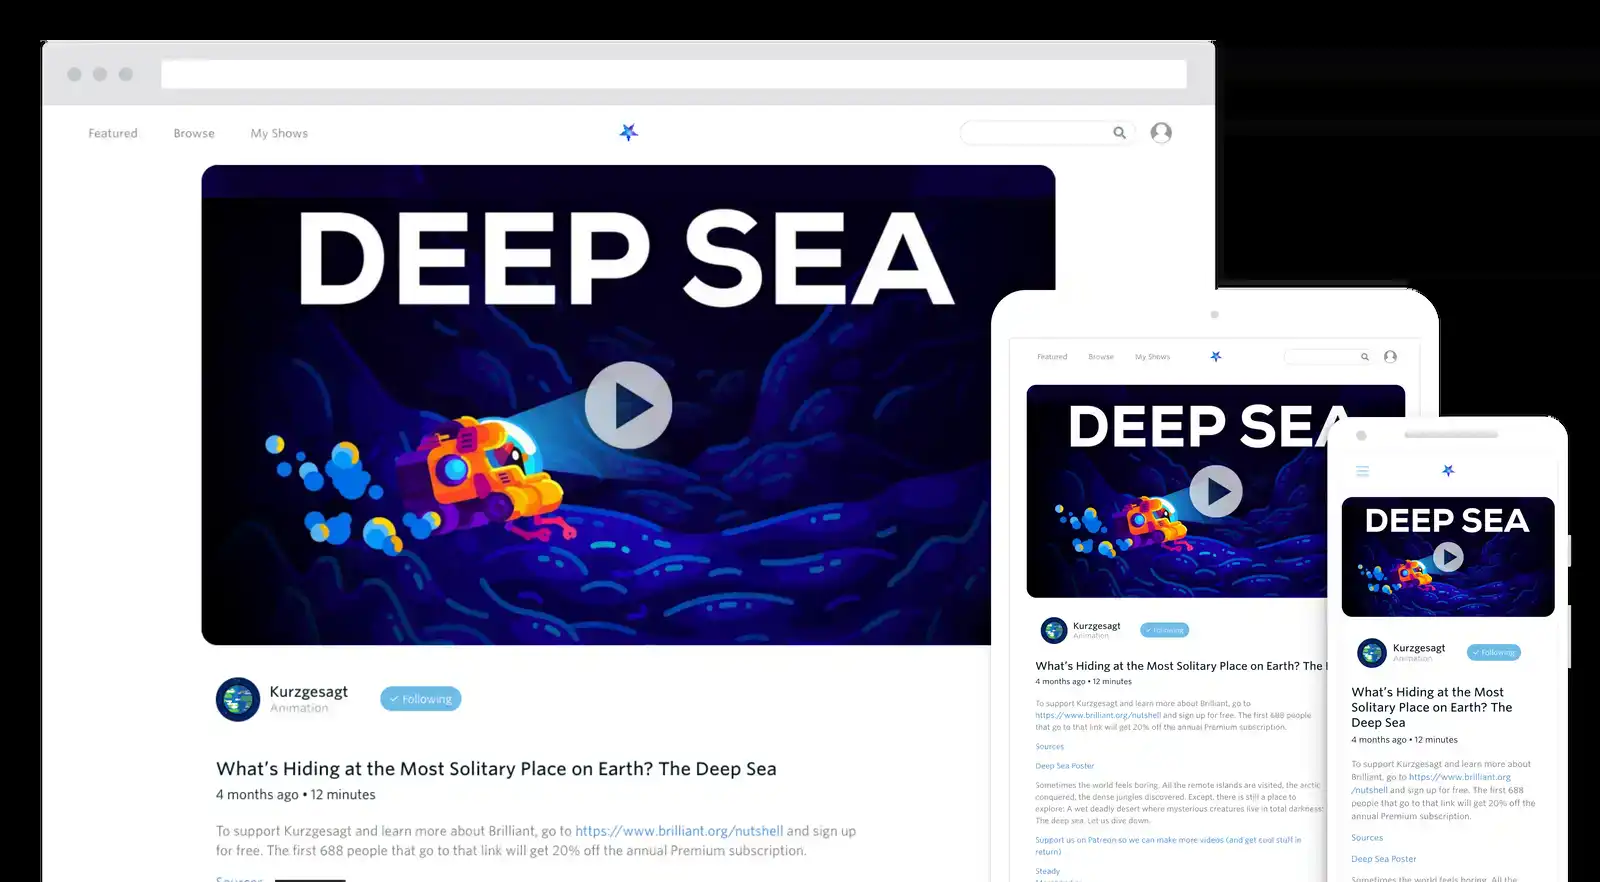 Featured Browse My Shows
DEEP SEA
Kurzgesagt
Animation
Following
What's Hiding at the Most Solitary Place on Earth? The Deep Sea
4 months ago • 12 minutes
To support Kurzgesagt and learn more about Brilliant, go to https://www.brilliant.org/nutshell and sign up
for free. The first 688 people that go to that link will get 20% off the annual Premium subscription.
Sources
Featured Browse My Shows
DEEP SEA
Kurzgesagt
Animation
Following
What's Hiding at the Most Solitary Place on Earth? The
4 months ago • 12 minutes
To support Kurzgesagt and learn more about Brilliant, go to
https://www.brilliant.org/nutshell and sign up for free. The first 688 people
that go to that link will get 20% off the annual Premium subscription.
Sources
Deep Sea Poster
Sometimes the world feels boring. All the remote islands are visited, the arctic
conquered, the dense jungles discovered. Except, there is still a place to
explore: A wet deadly desert where mysterious creatures live in total darkness:
The deep sea. Let us dive down.
Support us on Patreon so we can make more videos (and get cool stuff in
return)
Steady
DEEP SEA
Kurzgesagt
Animation
Following
What's Hiding at the Most
Solitary Place on Earth? The
Deep Sea
4 months ago • 12 minutes
To support Kurzgesagt and learn more about
Brilliant, go to https://www.brilliant.org
/nutshell and sign up for free. The first 688
people that go to that link will get 20% off the
annual Premium subscription.
Sources
Deep Sea Poster
Sometimes the world feels boring. All the